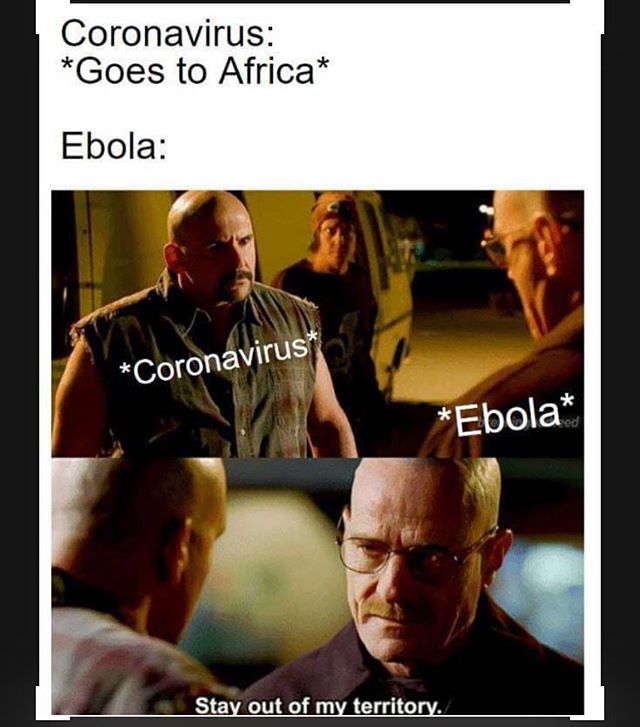 Coronavirus:
*Goes to Africa*
Ebola:
*Coronavirus*
*Ebola*
Stay out of my territory.